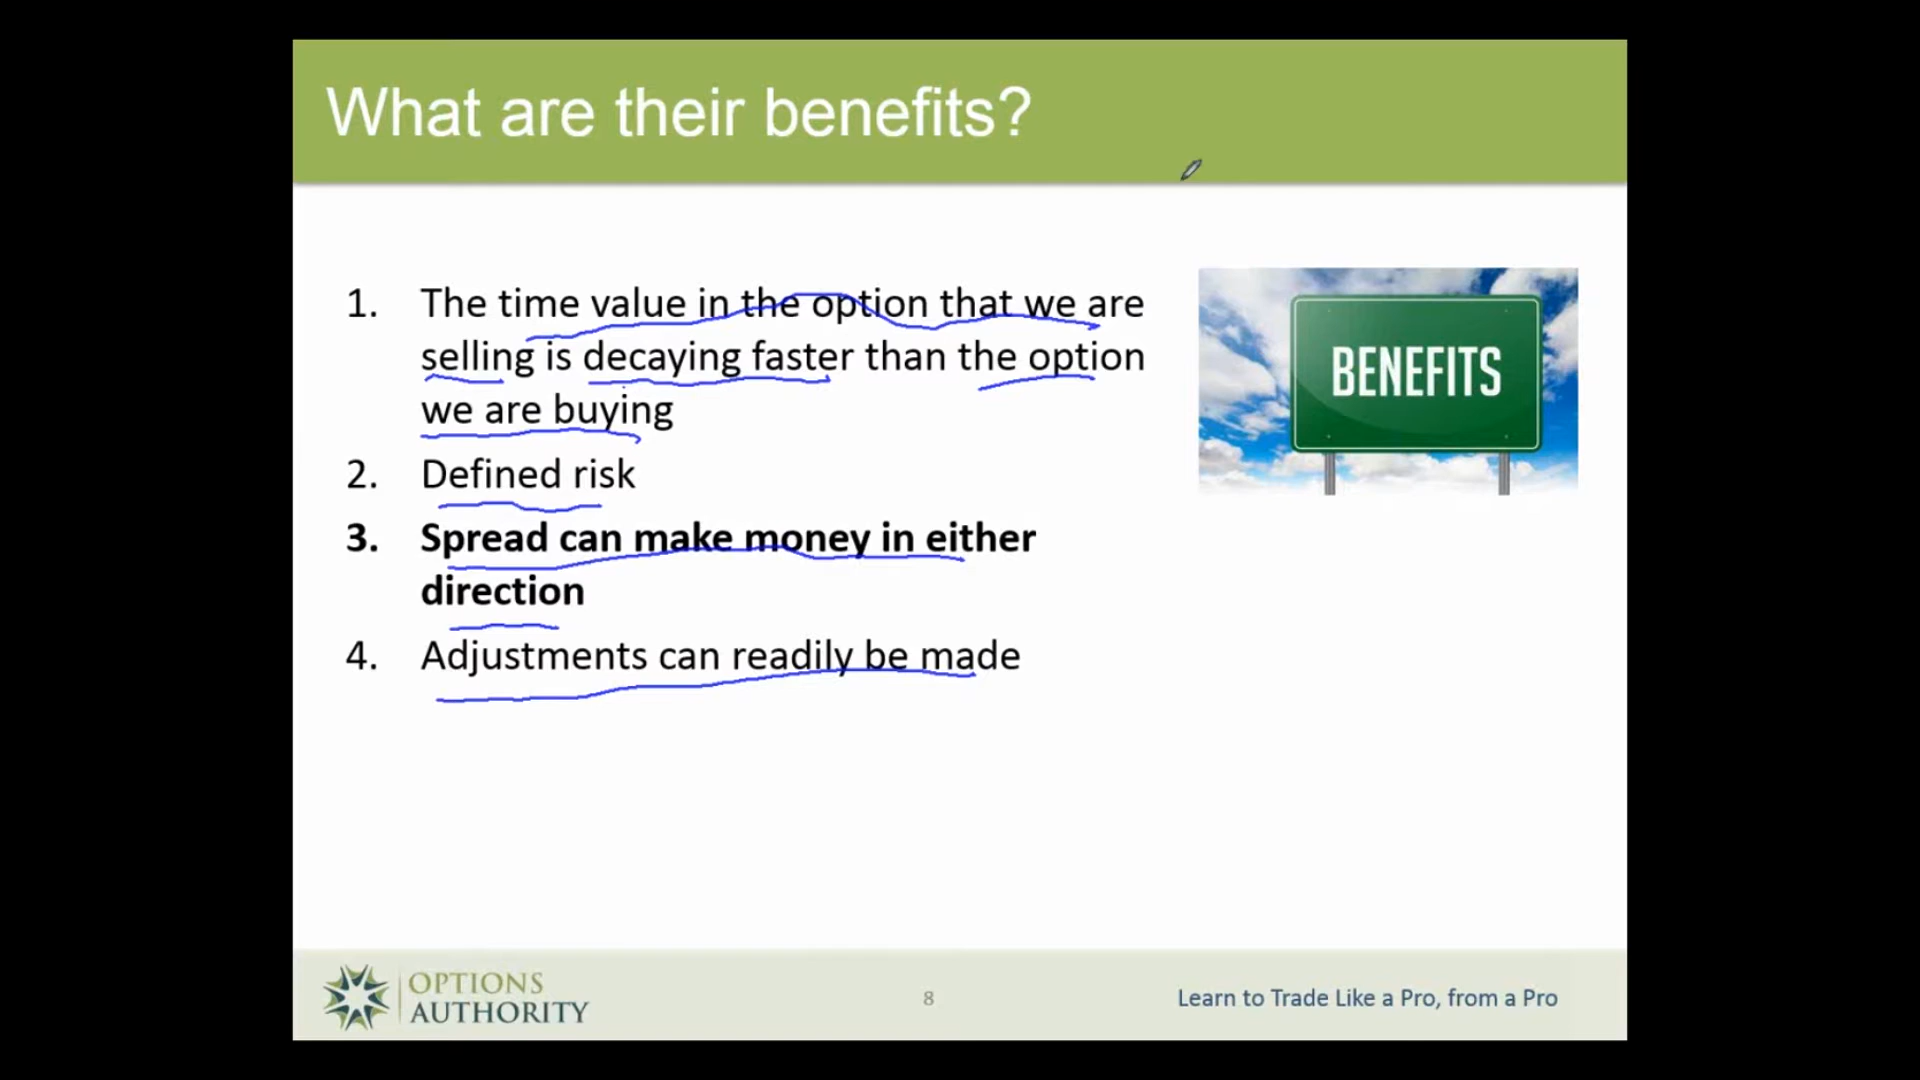 What are their benefits?
1. The time value in the option that we are
selling is decaying faster than the option
we are buying
2. Defined risk
3. Spread can make money in either
direction
4. Adjustments can readily be made
BENEFITS
OPTIONS
AUTHORITY
8
Learn to Trade Like a Pro, from a Pro